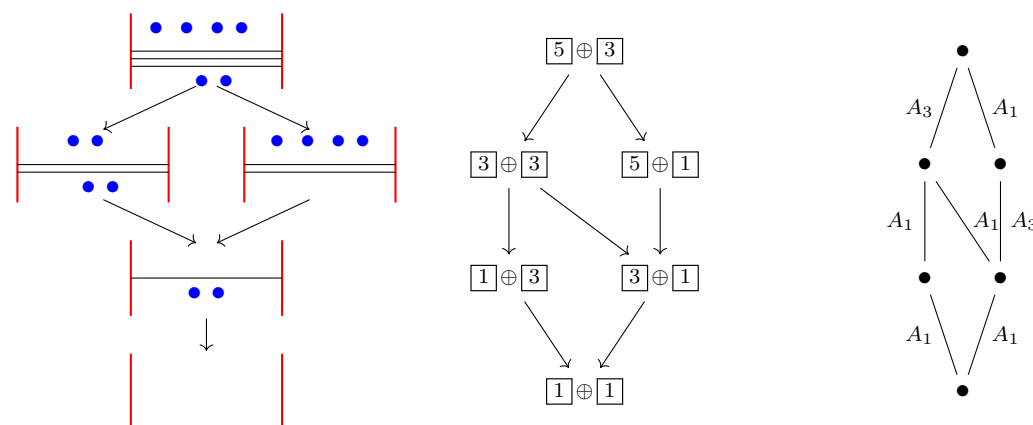 5 ⊕ 3
A₃ A₁
3 ⊕ 3 5 ⊕ 1
A₁ A₁ A₃
1 ⊕ 3 3 ⊕ 1
A₁ A₁
1 ⊕ 1